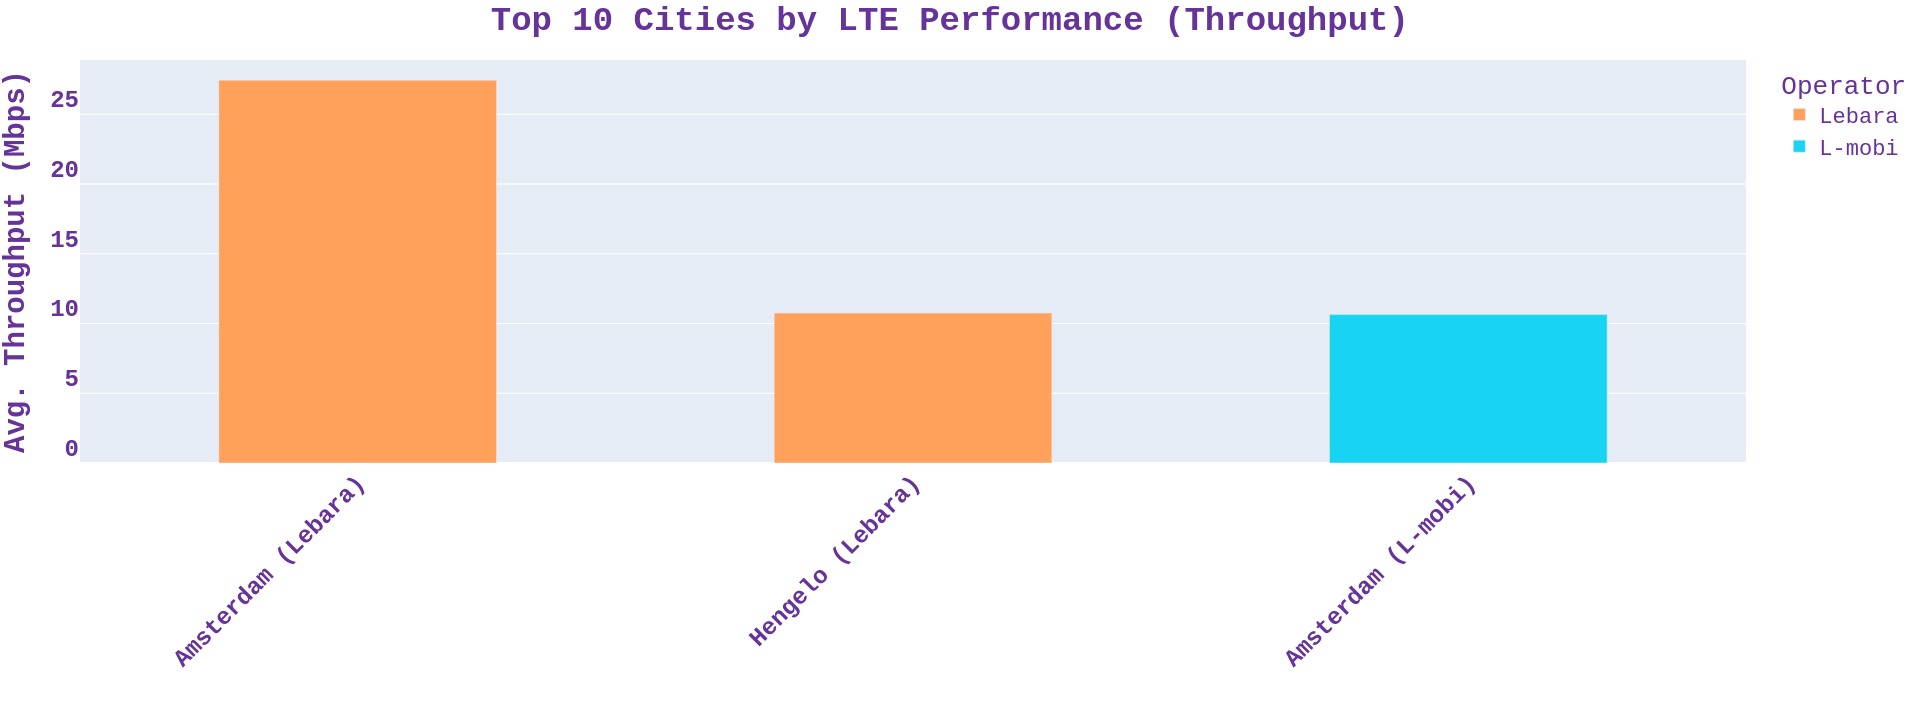 Top 10 Cities by LTE Performance (Throughput)
Avg. Throughput (Mbps)
25
20
15
10
5
0
Amsterdam (Lebara)
Hengelo (Lebara)
Amsterdam (L-mobi)
Operator
Lebara
L-mobi